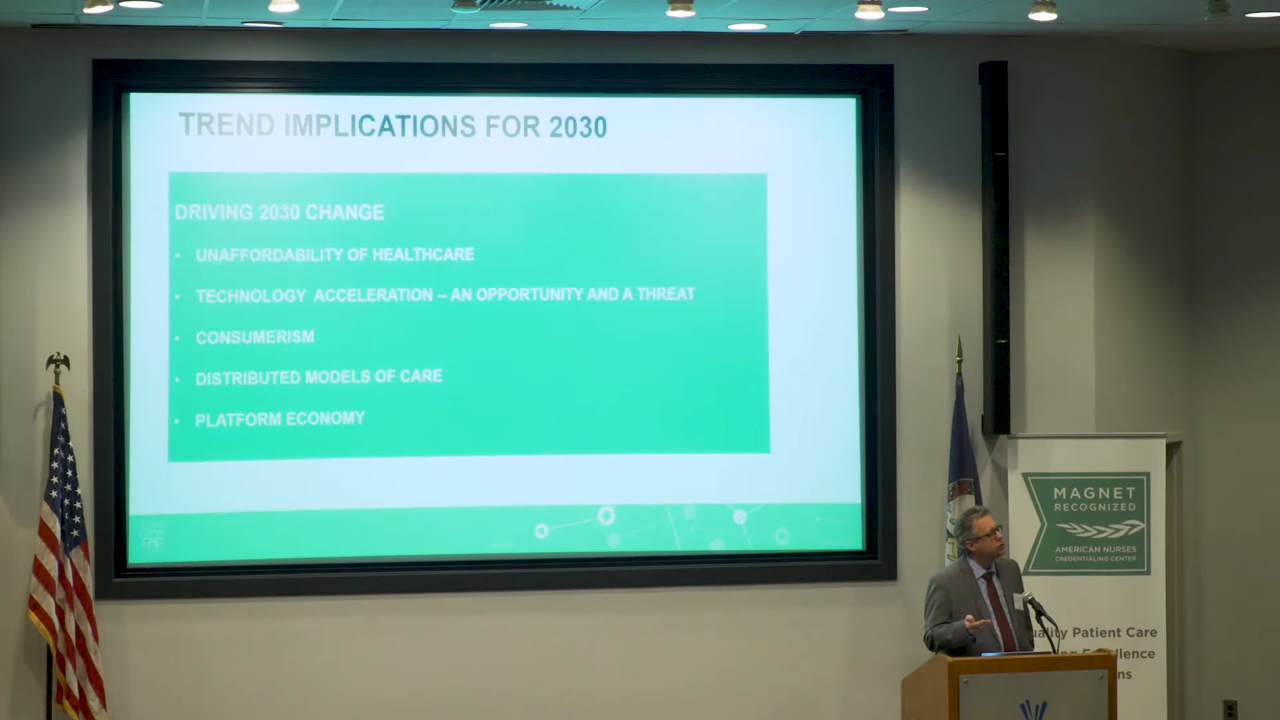 TREND IMPLICATIONS FOR 2030
DRIVING 2030 CHANGE
• UNAFFORDABILITY OF HEALTHCARE
• TECHNOLOGY ACCELERATION – AN OPPORTUNITY AND A THREAT
• CONSUMERISM
• DISTRIBUTED MODELS OF CARE
• PLATFORM ECONOMY
MAGNET
RECOGNIZED
AMERICAN NURSES
CREDENTIALING CENTER
Patient Care